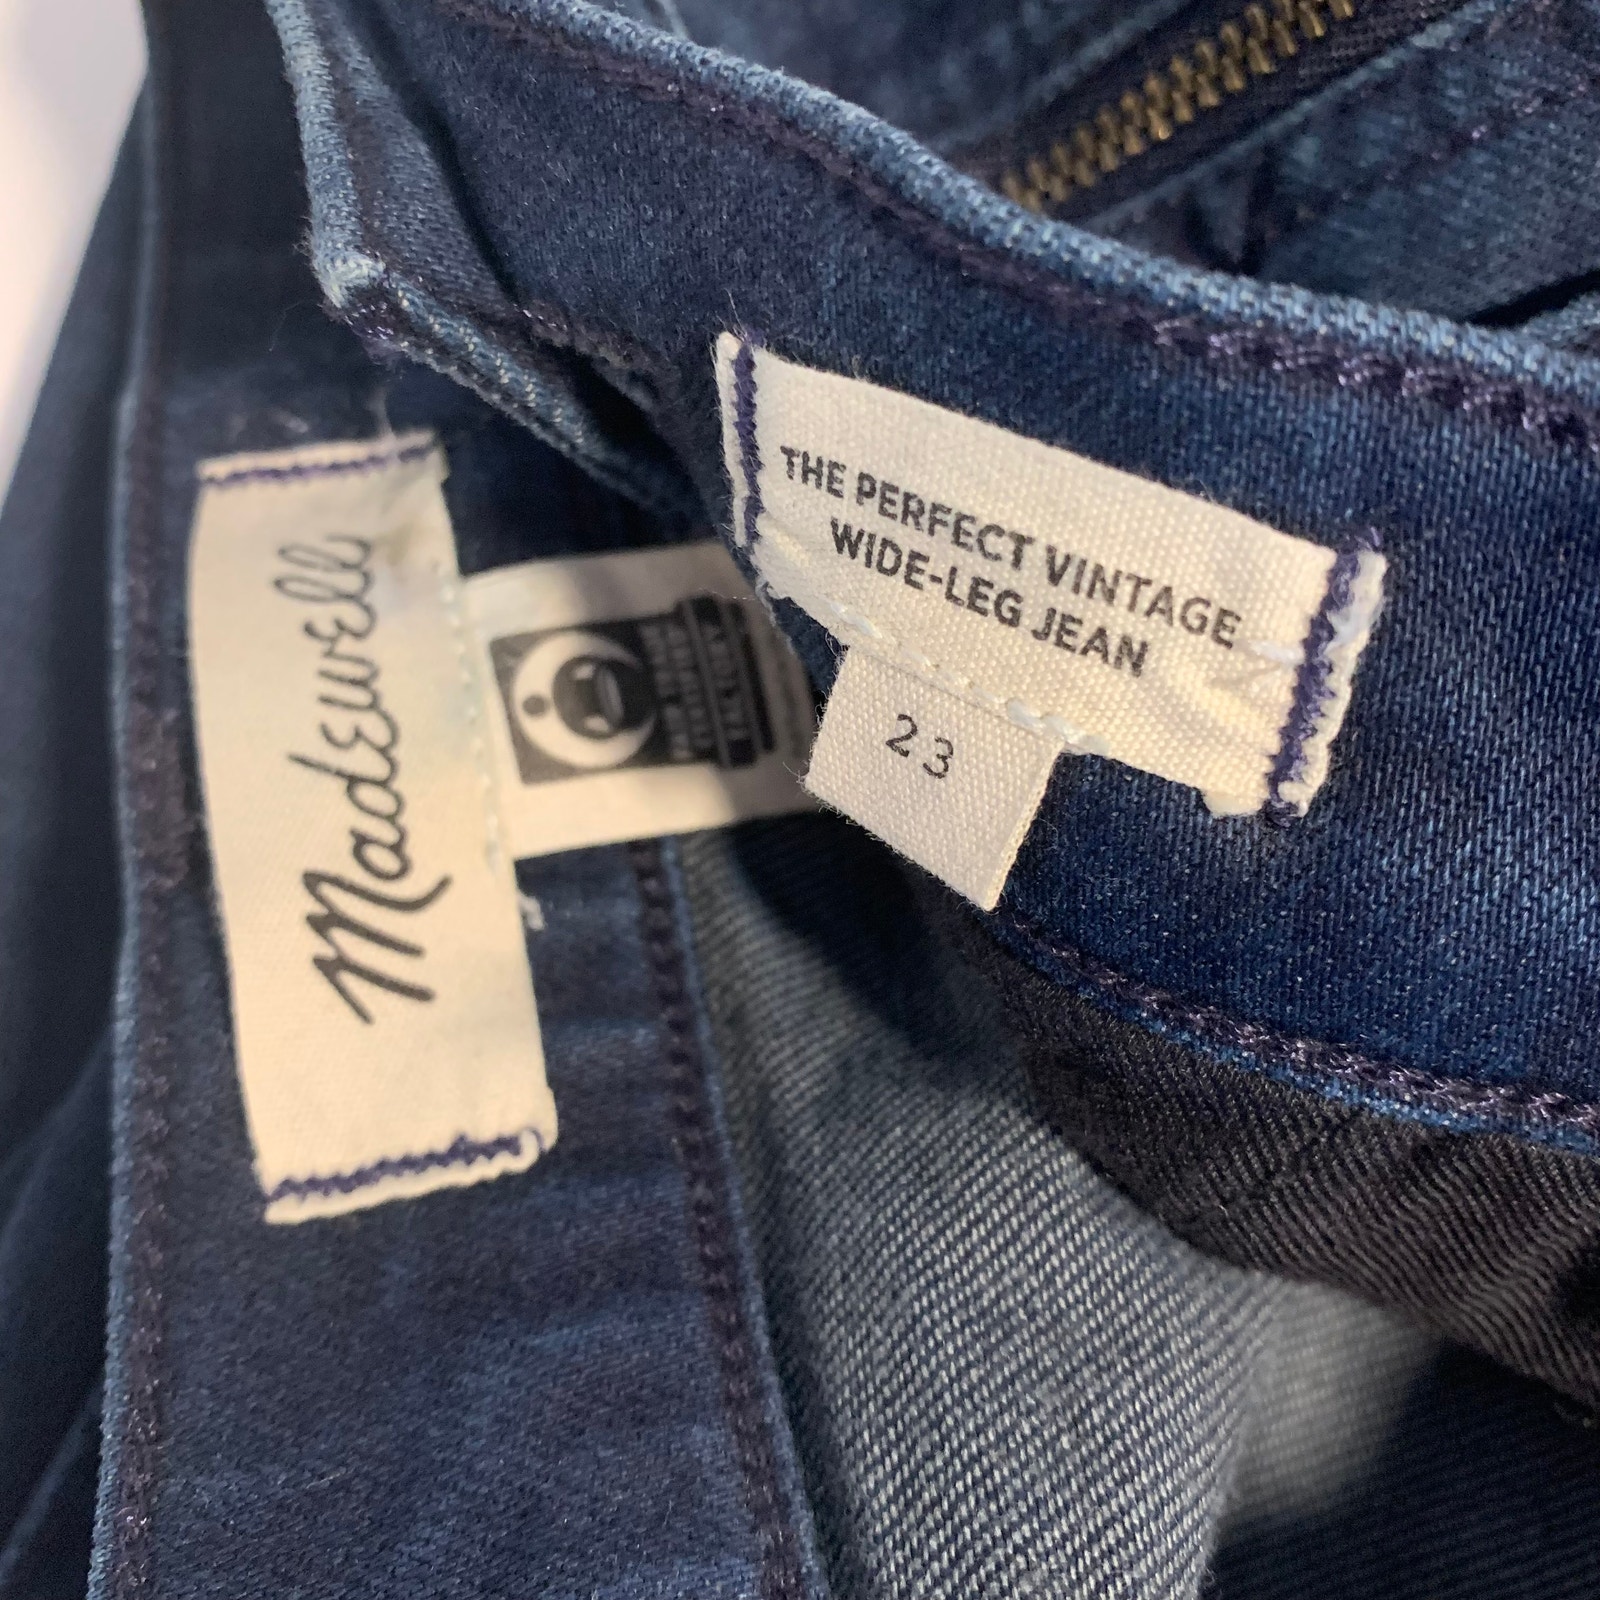 Madewell
THE PERFECT VINTAGE
WIDE-LEG JEAN
23